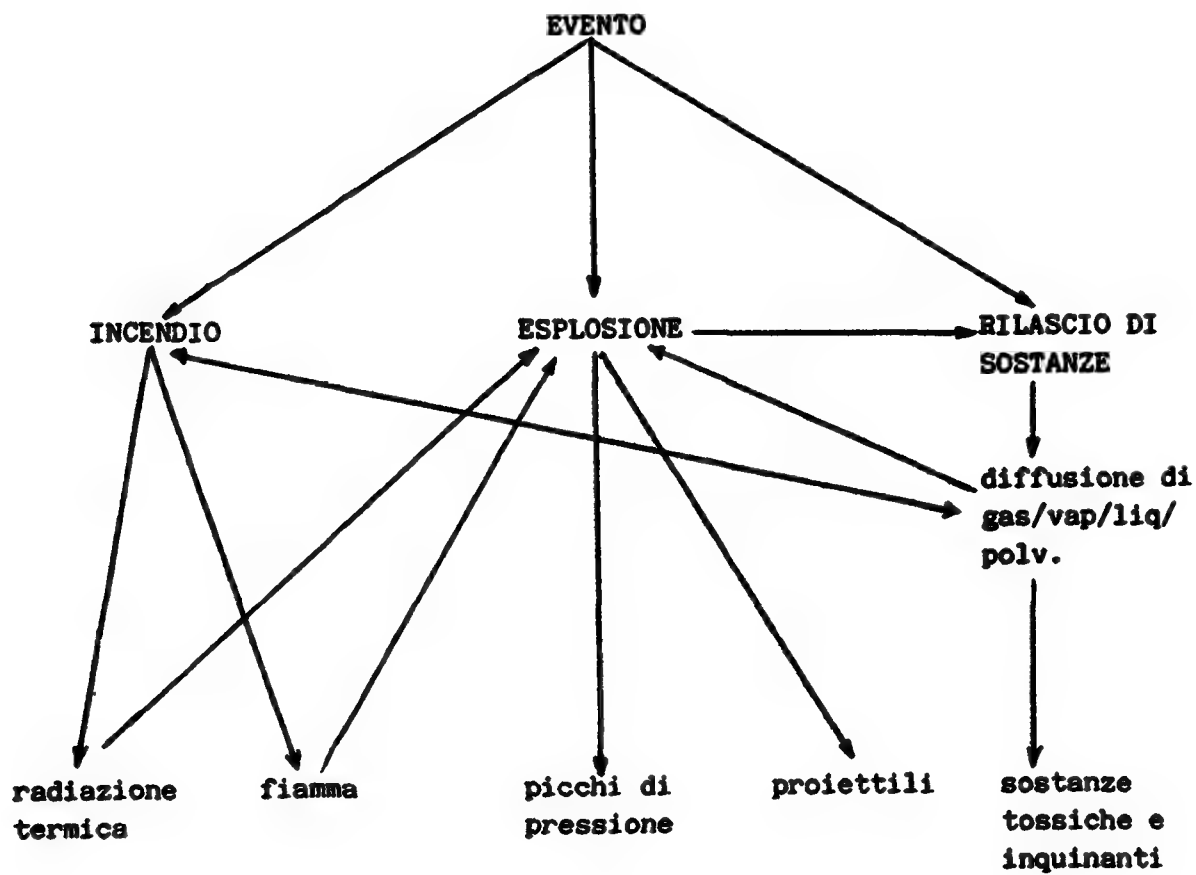 EVENTO
INCENDIO
ESPLOSIONE
RILASCIO DI
SOSTANZE
diffusione di
gas/vap/liq/
polv.
radiazione
termica
fiamma
picchi di
pressione
proiettili
sostanze
tossiche e
inquinanti